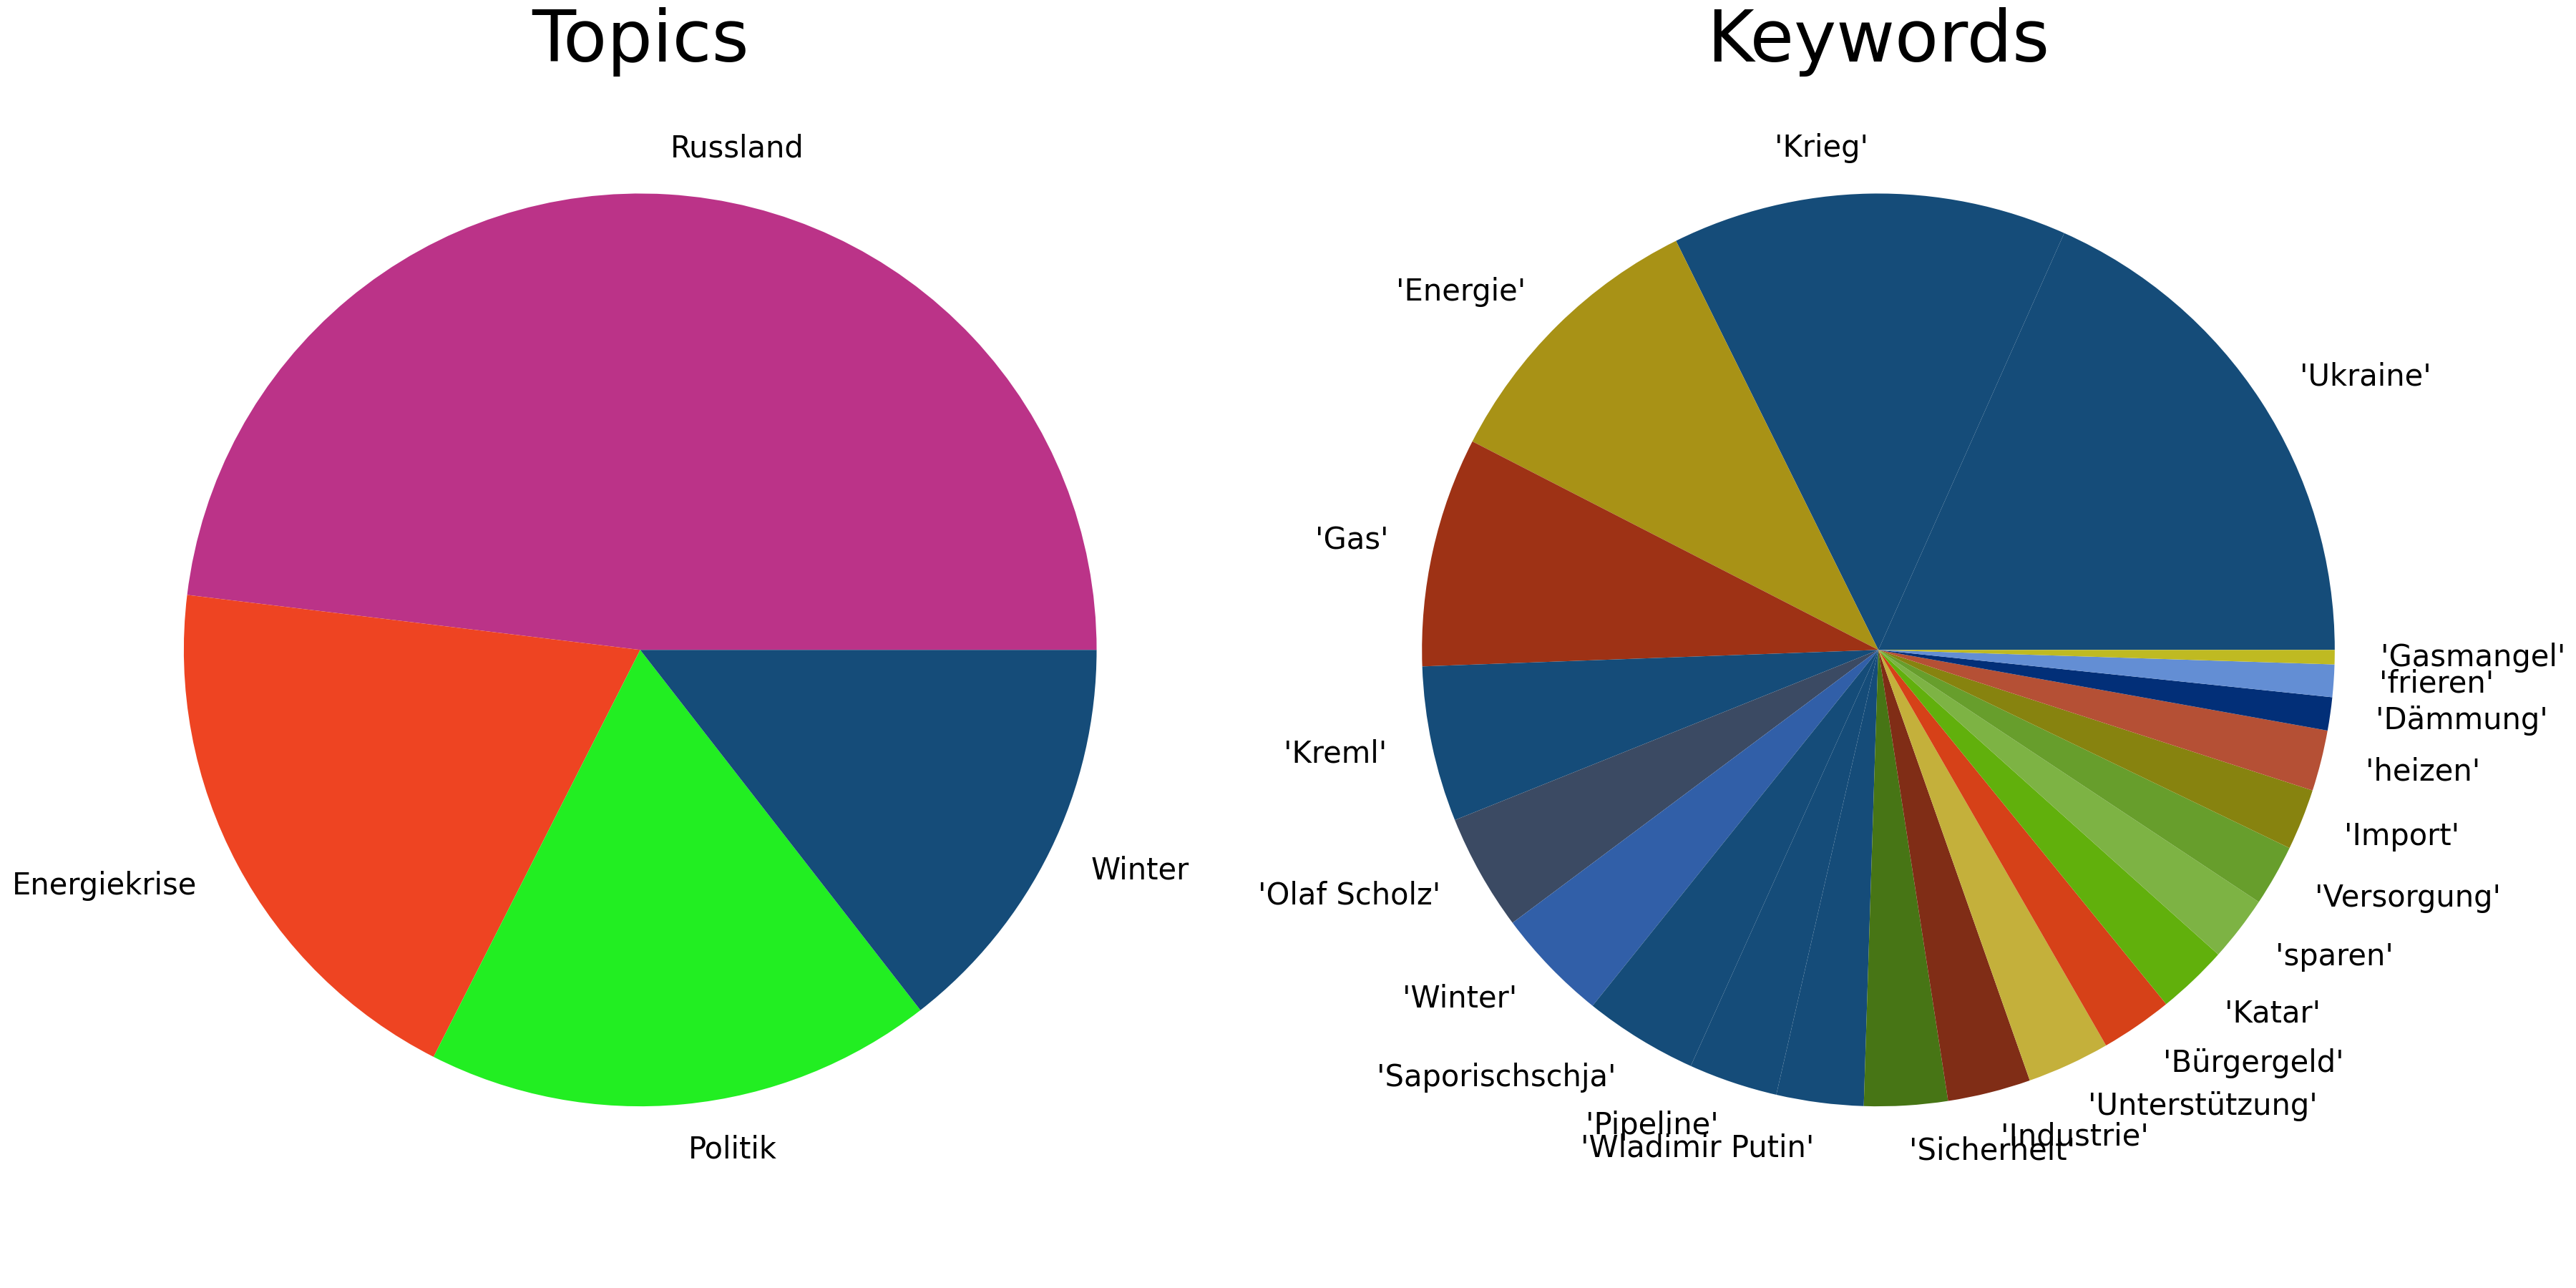 Topics
Russland
Energiekrise
Politik
Winter
Keywords
'Krieg'
'Ukraine'
'Energie'
'Gas'
'Kreml'
'Olaf Scholz'
'Winter'
'Saporischschja'
'Pipeline'
'Wladimir Putin'
'Sicherheit'
'Industrie'
'Unterstützung'
'Bürgergeld'
'Katar'
'sparen'
'Versorgung'
'Import'
'heizen'
'Dämmung'
'frieren'
'Gasmangel'